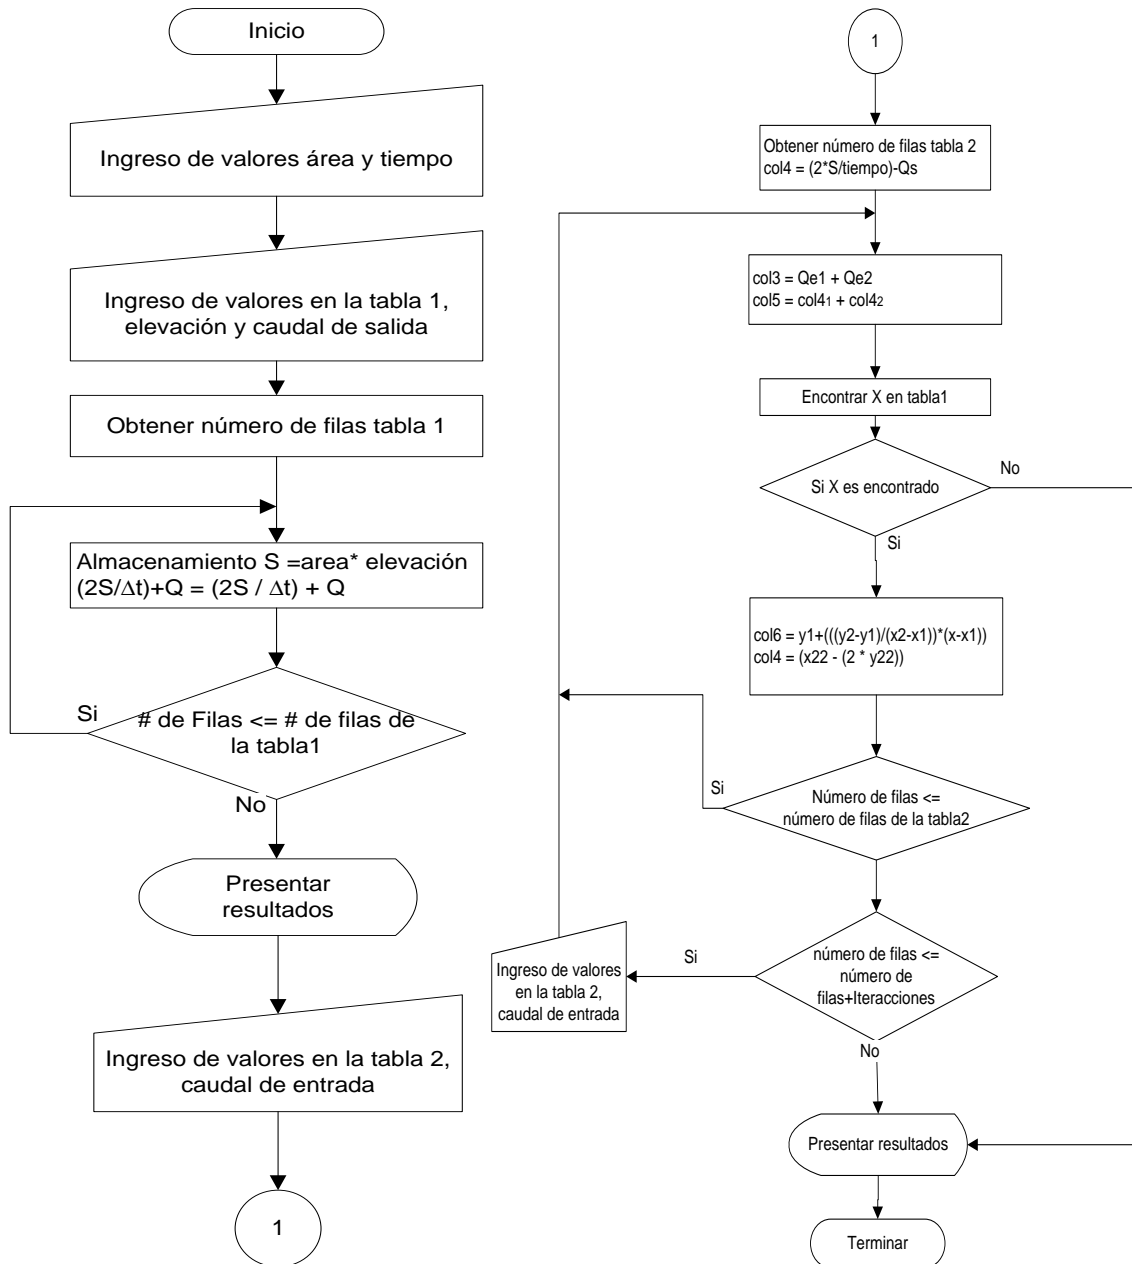 Inicio
Ingreso de valores área y tiempo
Ingreso de valores en la tabla 1,
elevación y caudal de salida
Obtener número de filas tabla 1
Almacenamiento S =area* elevación
(2S/Δt)+Q = (2S / Δt) + Q
Si
# de Filas <= # de filas de
la tabla1
No
Presentar
resultados
Ingreso de valores en la tabla 2,
caudal de entrada
1
1
Obtener número de filas tabla 2
col4 = (2*S/tiempo)-Qs
col3 = Qe1 + Qe2
col5 = col4₁ + col4₂
Encontrar X en tabla1
Si X es encontrado
No
Si
col6 = y1+(((y2-y1)/(x2-x1))*(x-x1))
col4 = (x22 - (2 * y22))
Si
Número de filas <=
número de filas de la tabla2
número de filas <=
número de
filas+Iteracciones
Si
Ingreso de valores
en la tabla 2,
caudal de entrada
No
Presentar resultados
Terminar